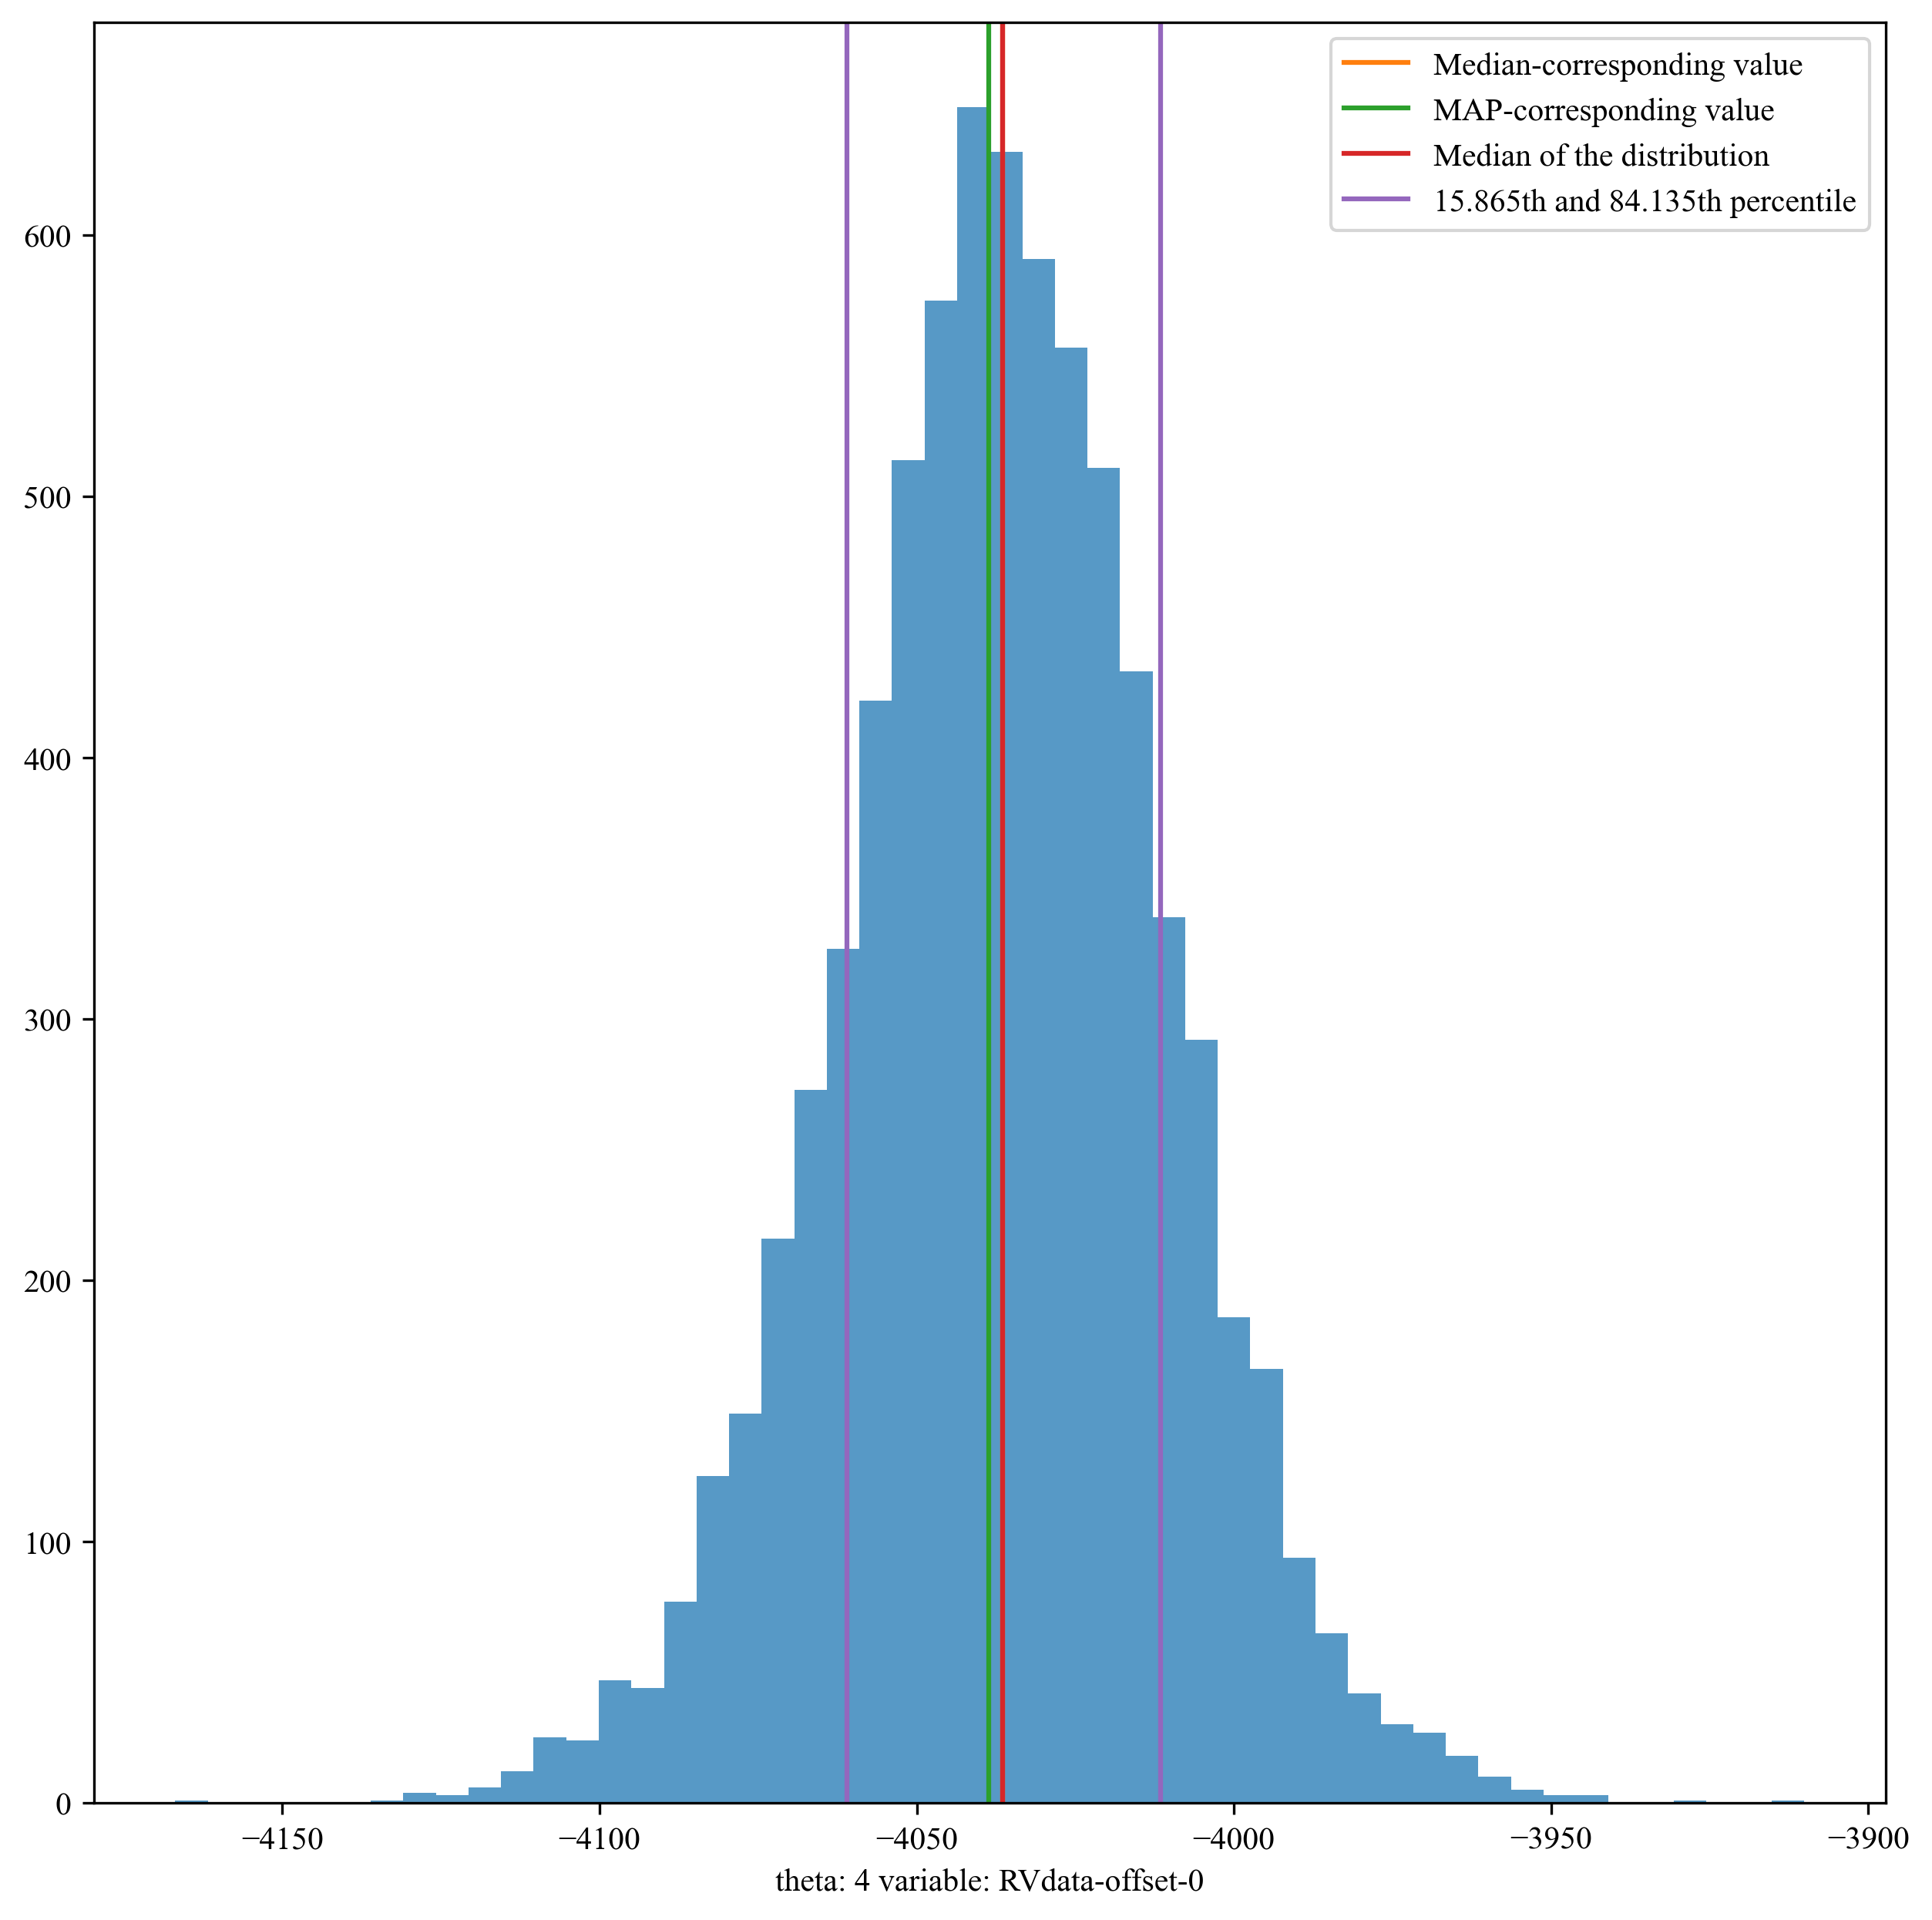 Median-corresponding value
MAP-corresponding value
Median of the distribution
15.865th and 84.135th percentile
600
500
400
300
200
100
0
−4150 −4100 −4050 −4000 −3950 −3900
theta: 4 variable: RVdata-offset-0